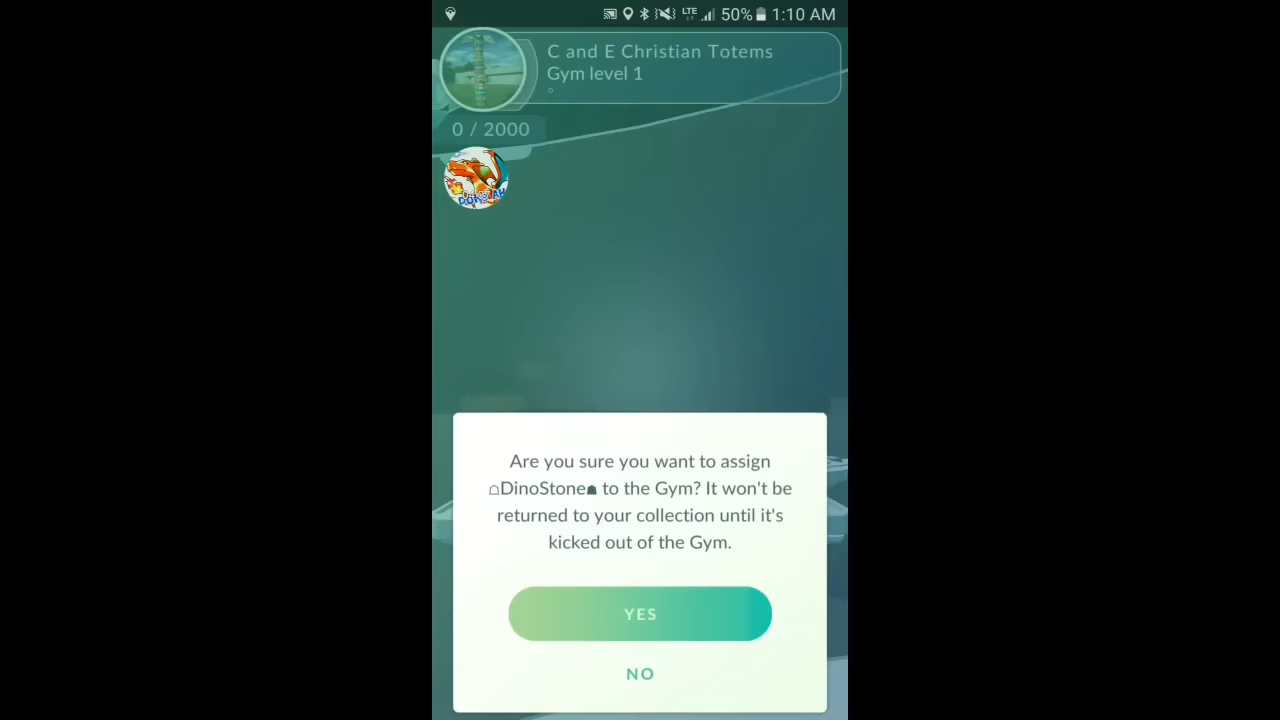 LTE 50% 1:10 AM
C and E Christian Totems
Gym level 1
0 / 2000
Are you sure you want to assign
☖DinoStone☗ to the Gym? It won't be
returned to your collection until it's
kicked out of the Gym.
YES
NO